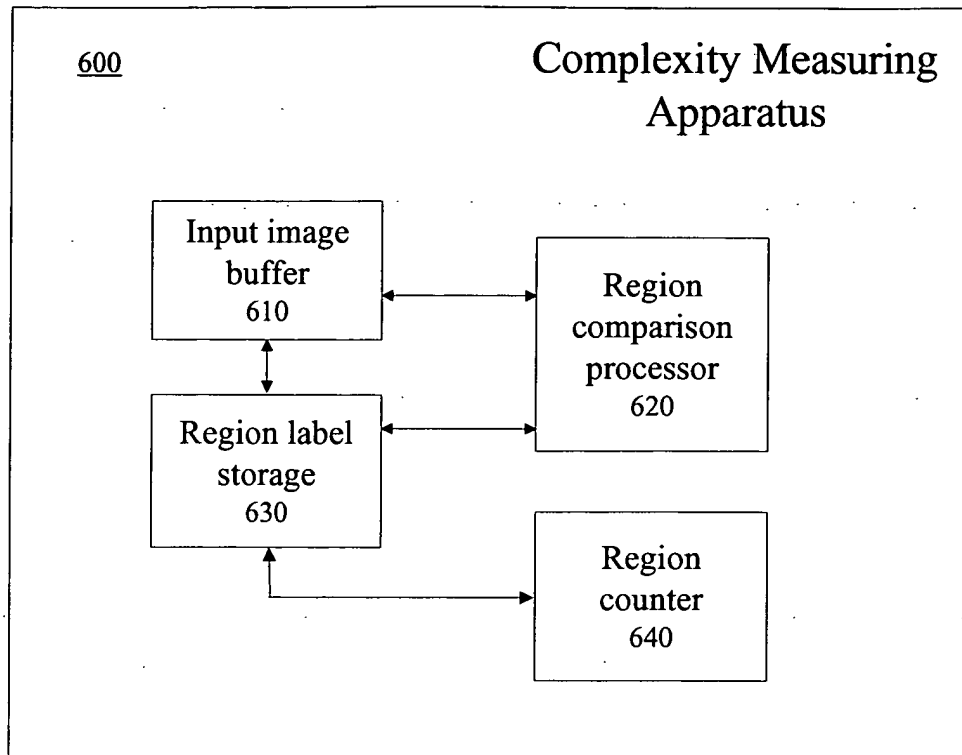 600
Complexity Measuring
Apparatus
Input image
buffer
610
Region
comparison
processor
620
Region label
storage
630
Region
counter
640